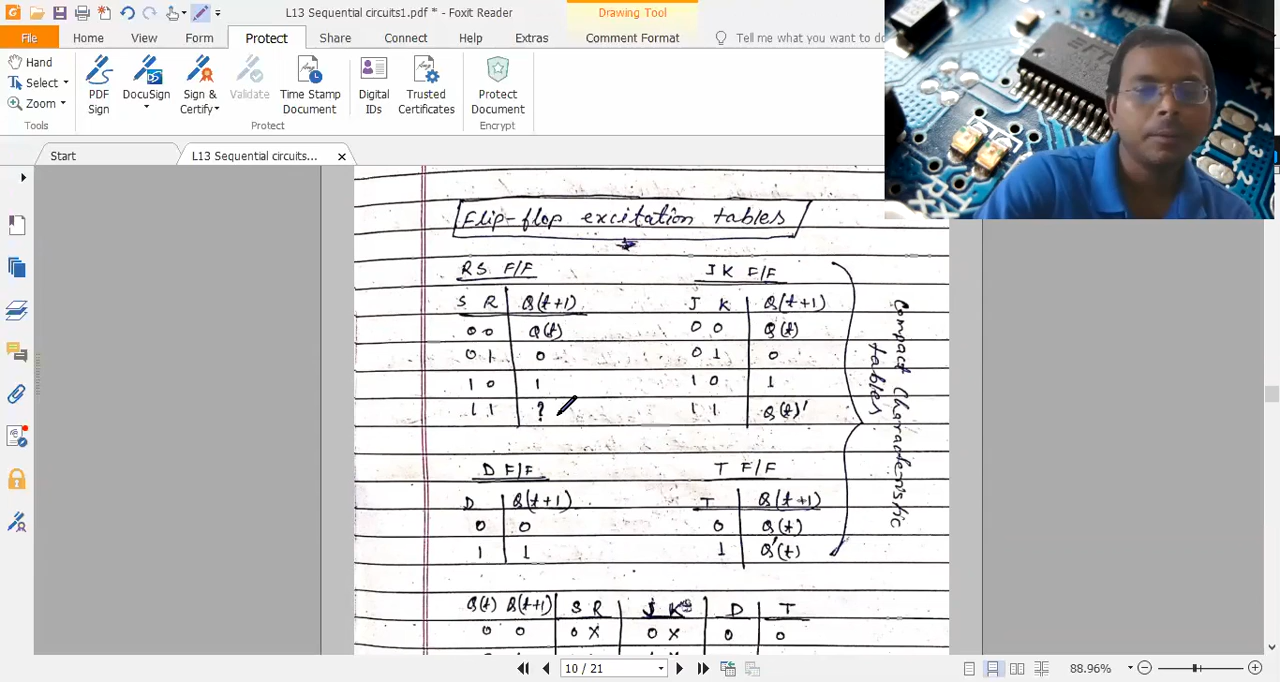 L13 Sequential circuits1.pdf * - Foxit Reader
Drawing Tool
File Home View Form Protect Share Connect Help Extras Comment Format Tell me what you want to do
Hand
Select
Zoom
Tools
PDF Sign
DocuSign
Sign & Certify
Validate
Time Stamp Document
Digital IDs
Trusted Certificates
Protect
Protect Document
Encrypt
Start
L13 Sequential circuits...
Flip-flop excitation tables
RS F/F
S R Q(t+1)
0 0 Q(t)
0 1 0
1 0 1
1 1 ?
JK F/F
J K Q(t+1)
0 0 Q(t)
0 1 0
1 0 1
1 1 Q(t)'
Compact Characteristic
tables.
D F/F
D Q(t+1)
0 0
1 1
T F/F
T Q(t+1)
0 Q(t)
1 Q'(t)
Q(t) Q(t+1) S R J K D T
0 0 0 X 0 X 0 0
10 / 21
88.96%